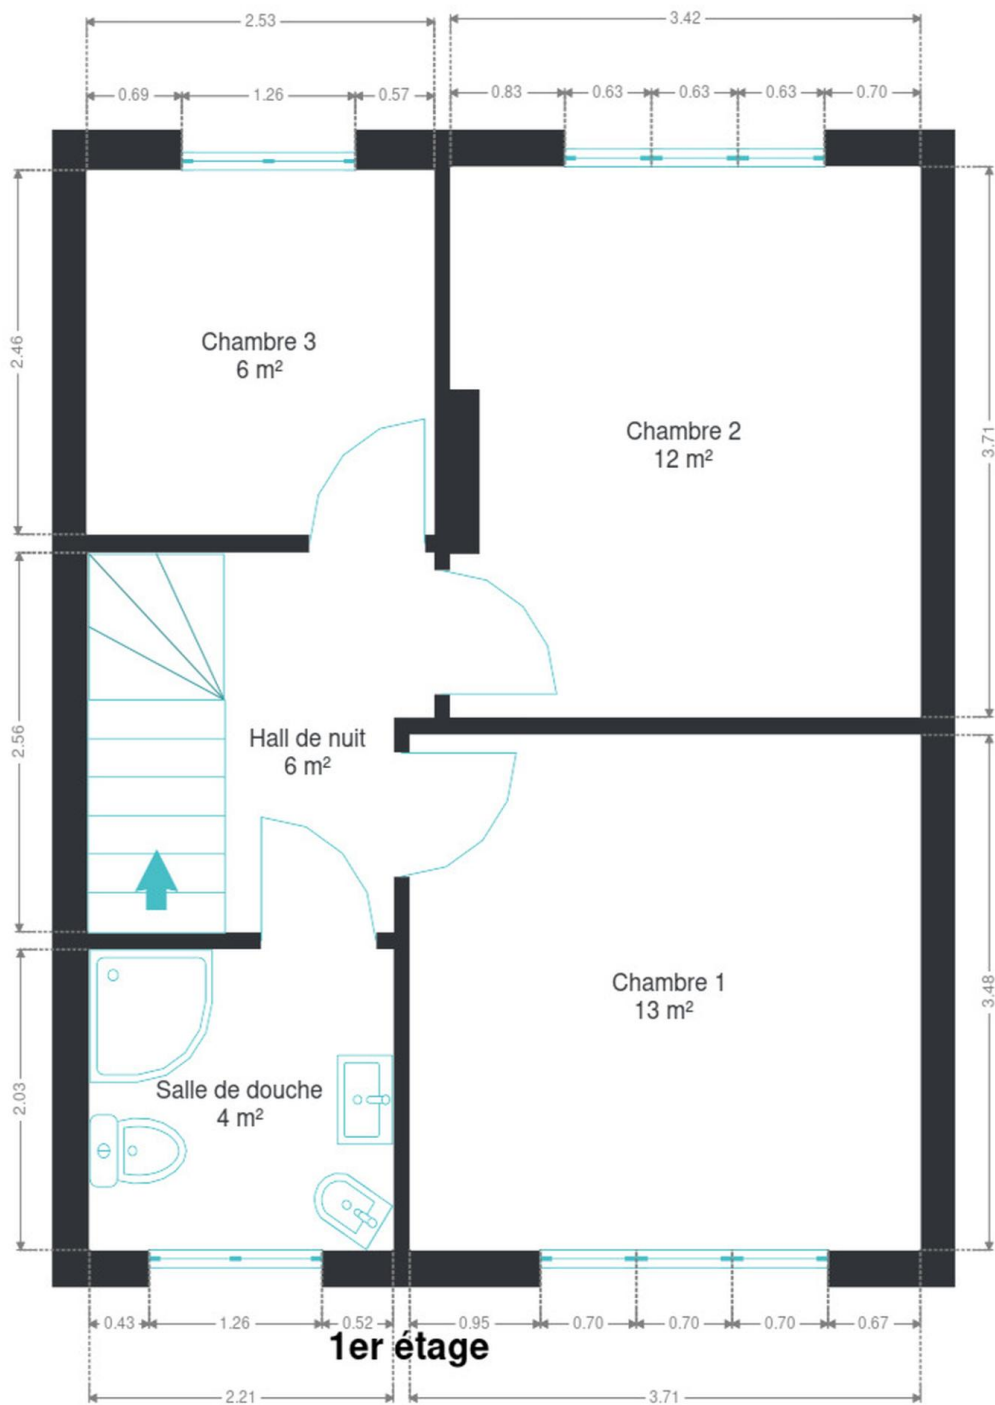 2.53
3.42
0.69
1.26
0.57
0.83
0.63
0.63
0.63
0.70
2.46
3.71
Chambre 3
6 m²
Chambre 2
12 m²
2.56
Hall de nuit
6 m²
3.48
Chambre 1
13 m²
2.03
Salle de douche
4 m²
0.43
1.26
0.52
0.95
0.70
0.70
0.70
0.67
1er étage
2.21
3.71